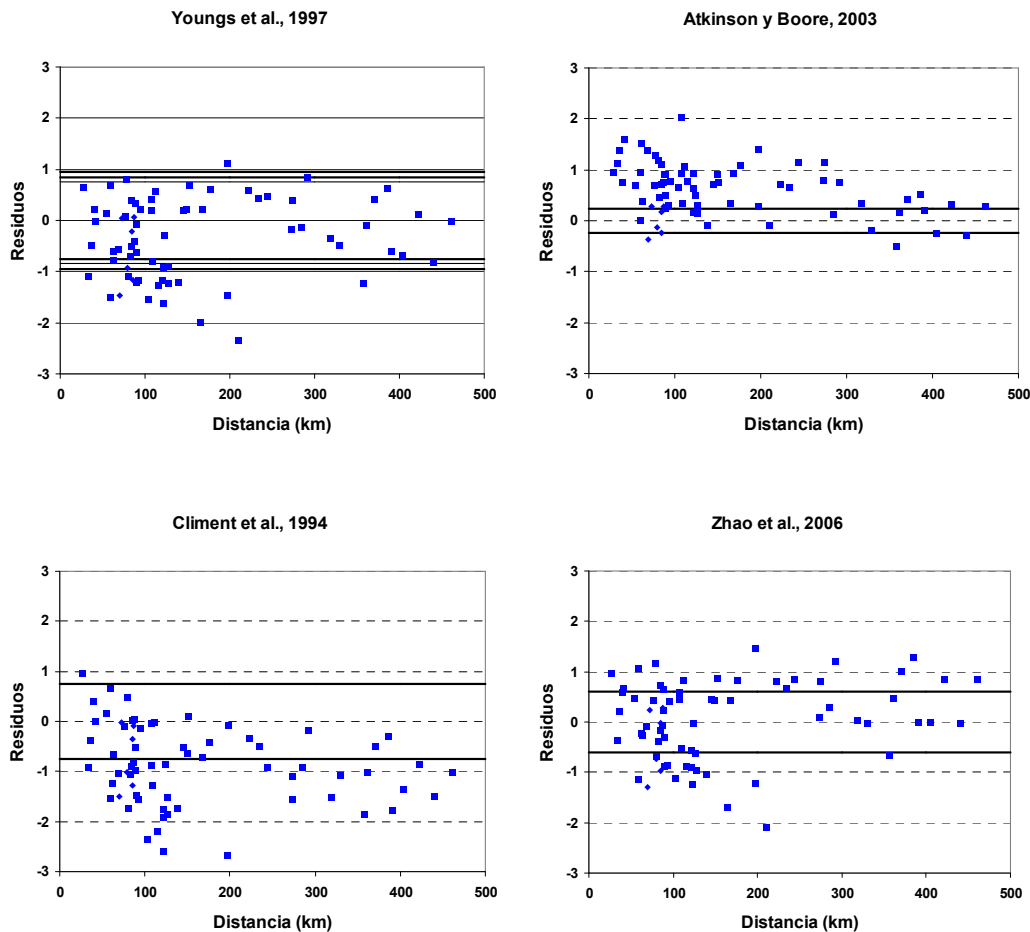 Youngs et al., 1997
3
2
1
0
-1
-2
-3
Residuos
0 100 200 300 400 500
Distancia (km)
Atkinson y Boore, 2003
3
2
1
0
-1
-2
-3
Residuos
0 100 200 300 400 500
Distancia (km)
Climent et al., 1994
3
2
1
0
-1
-2
-3
Residuos
0 100 200 300 400 500
Distancia (km)
Zhao et al., 2006
3
2
1
0
-1
-2
-3
Residuos
0 100 200 300 400 500
Distancia (km)